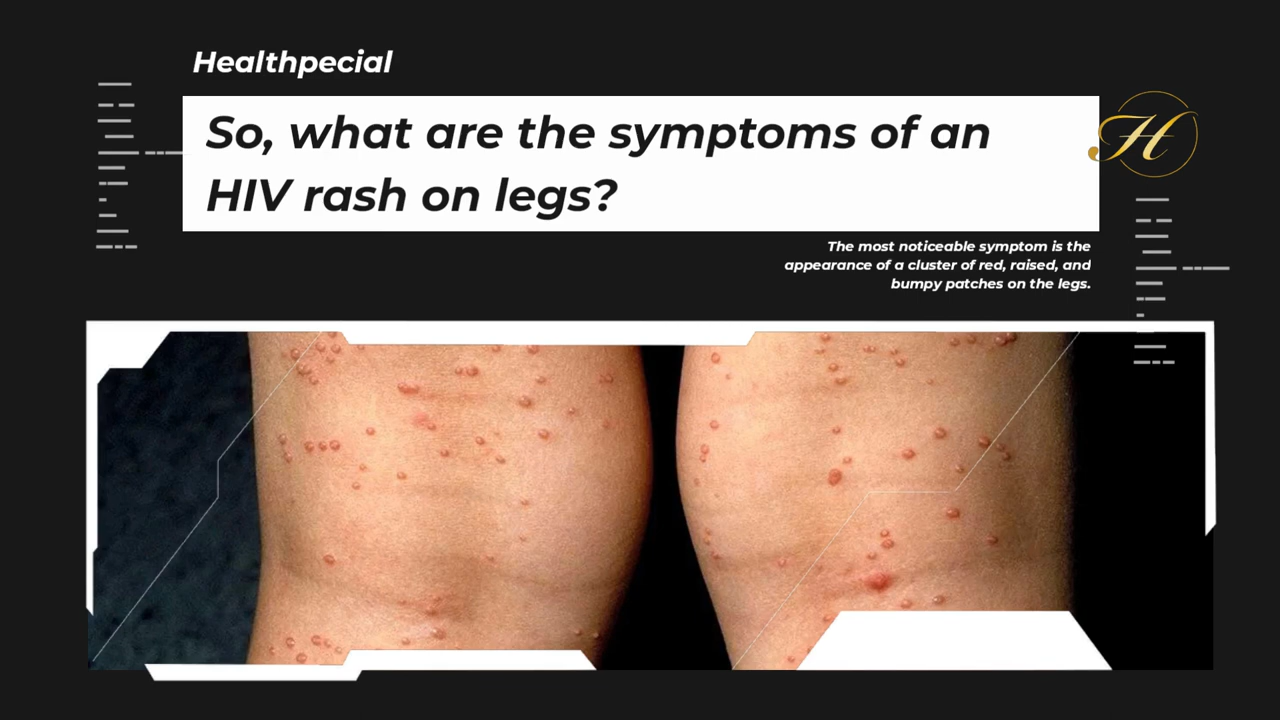 Healthpecial
So, what are the symptoms of an
HIV rash on legs?
H
The most noticeable symptom is the
appearance of a cluster of red, raised, and
bumpy patches on the legs.